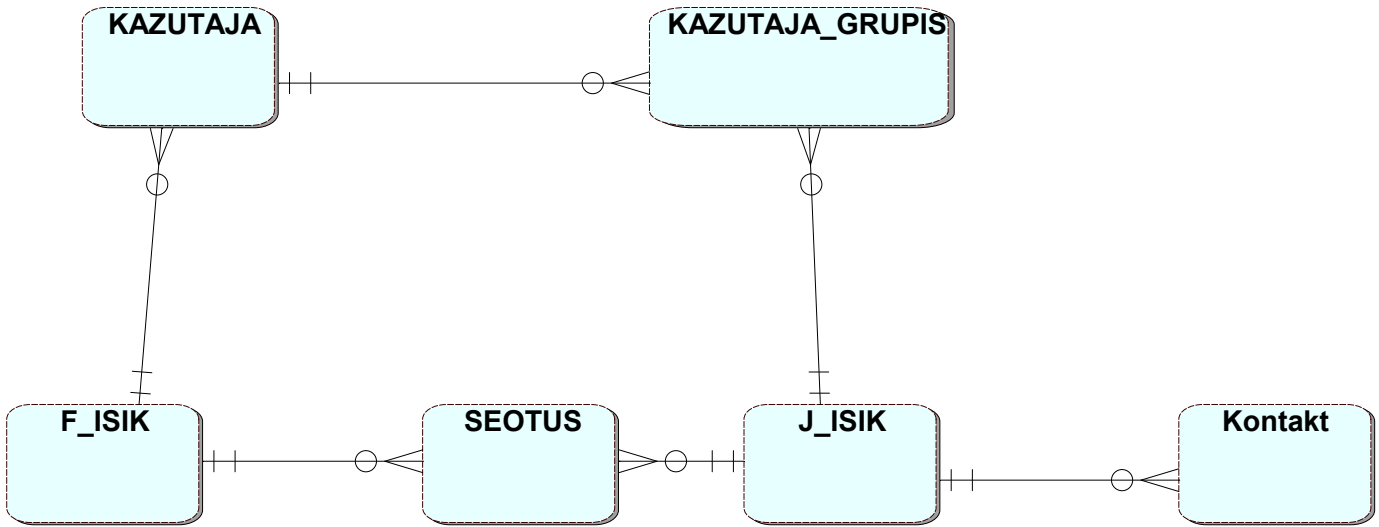 KAZUTAJA
KAZUTAJA_GRUPIS
F_ISIK
SEOTUS
J_ISIK
Kontakt